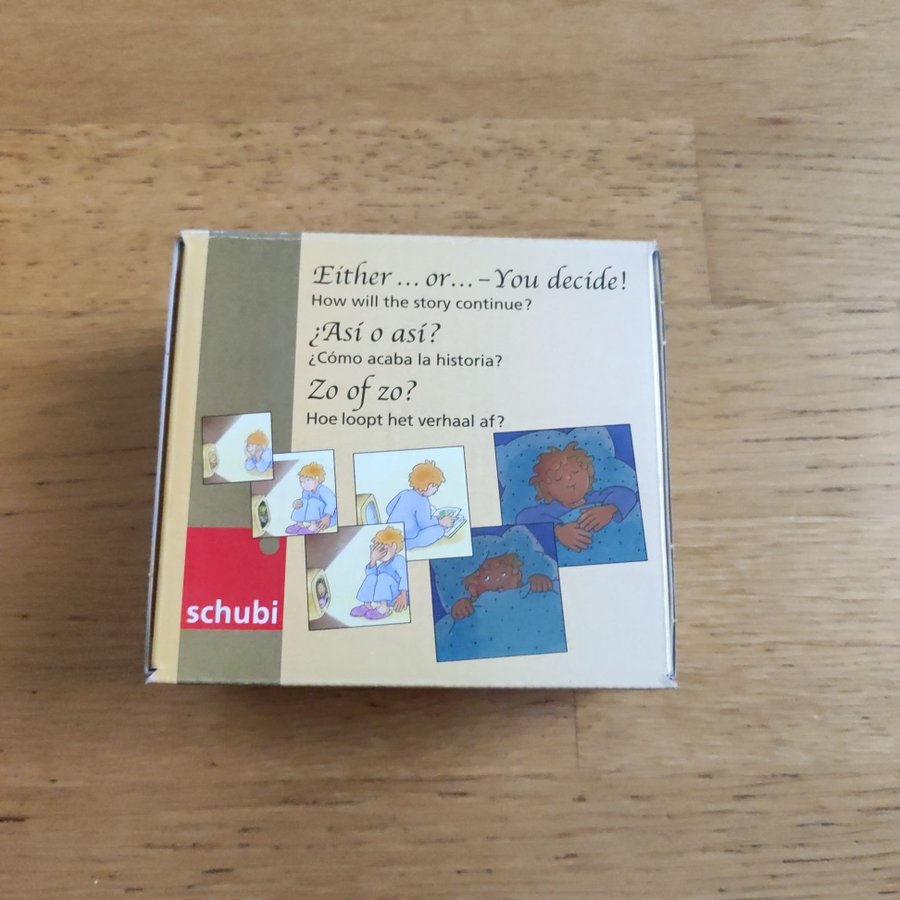 Either ... or... – You decide!
How will the story continue?
¿Así o así?
¿Cómo acaba la historia?
Zo of zo?
Hoe loopt het verhaal af?
schubi